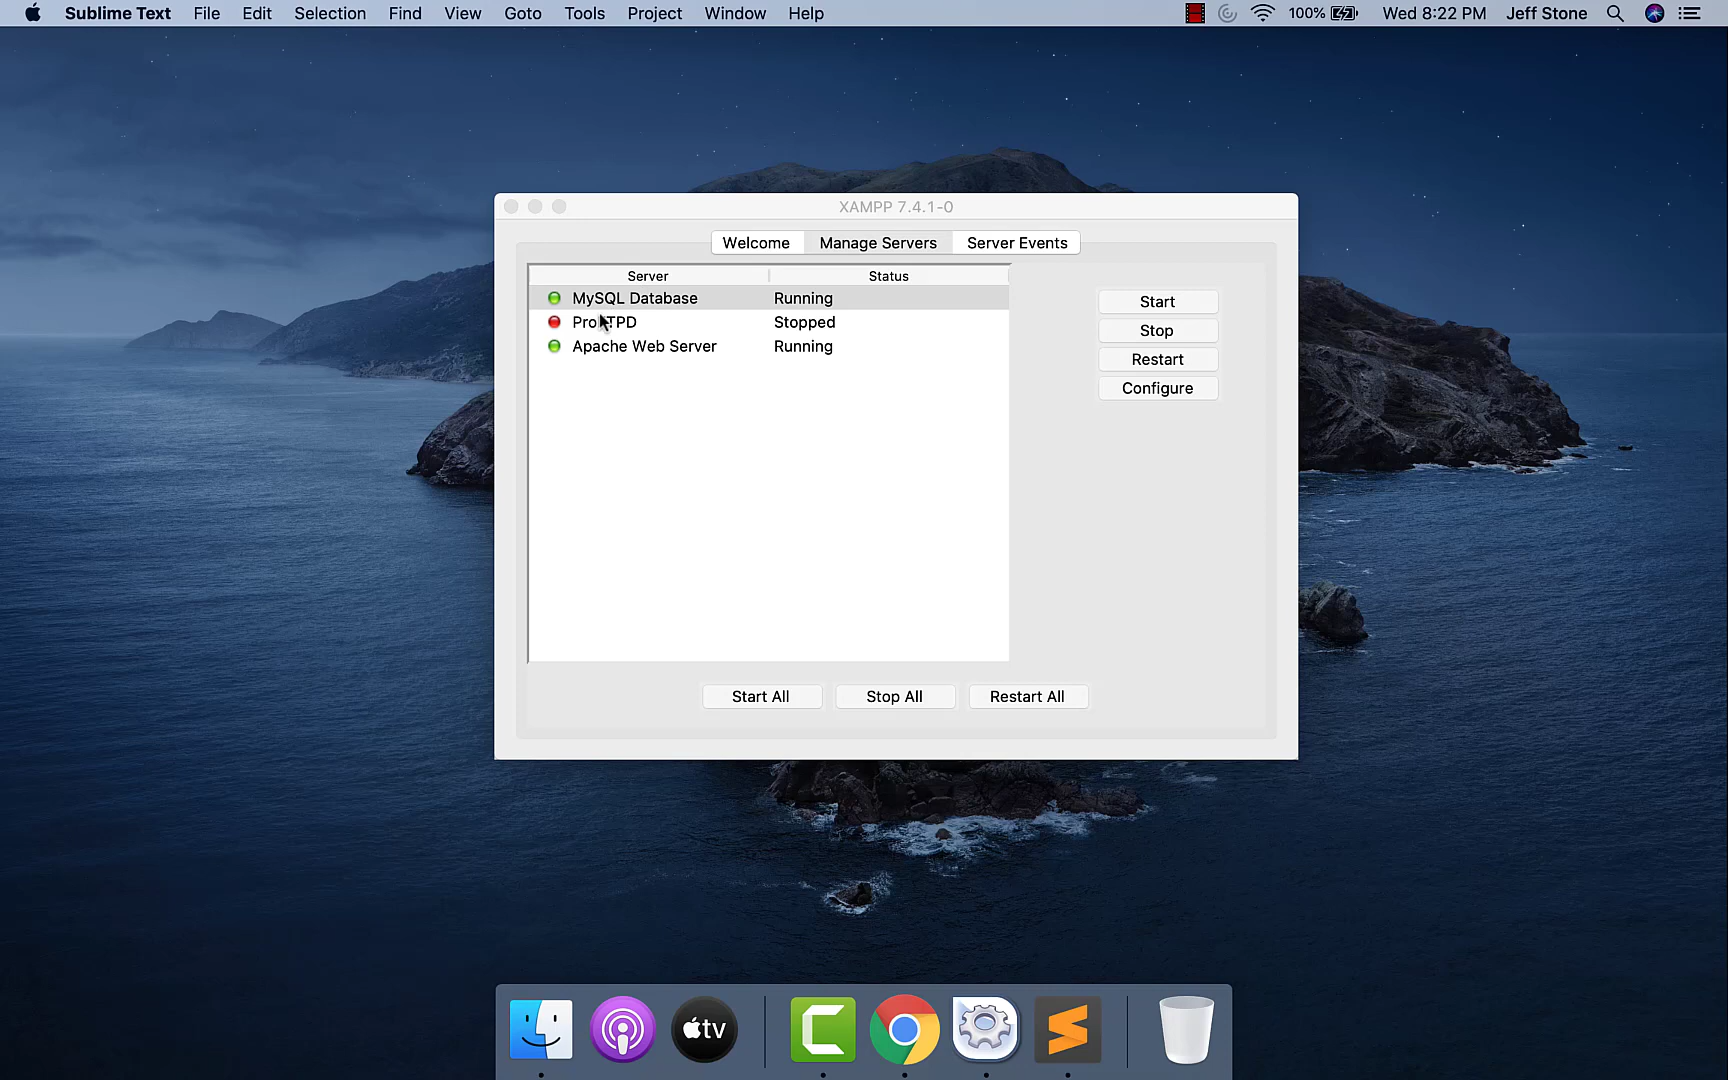 Sublime Text File Edit Selection Find View Goto Tools Project Window Help 100% Wed 8:22 PM Jeff Stone
XAMPP 7.4.1-0
Welcome Manage Servers Server Events
Server Status
MySQL Database Running
Stopped
Apache Web Server Running
Start
Stop
Restart
Configure
Start All Stop All Restart All
tv